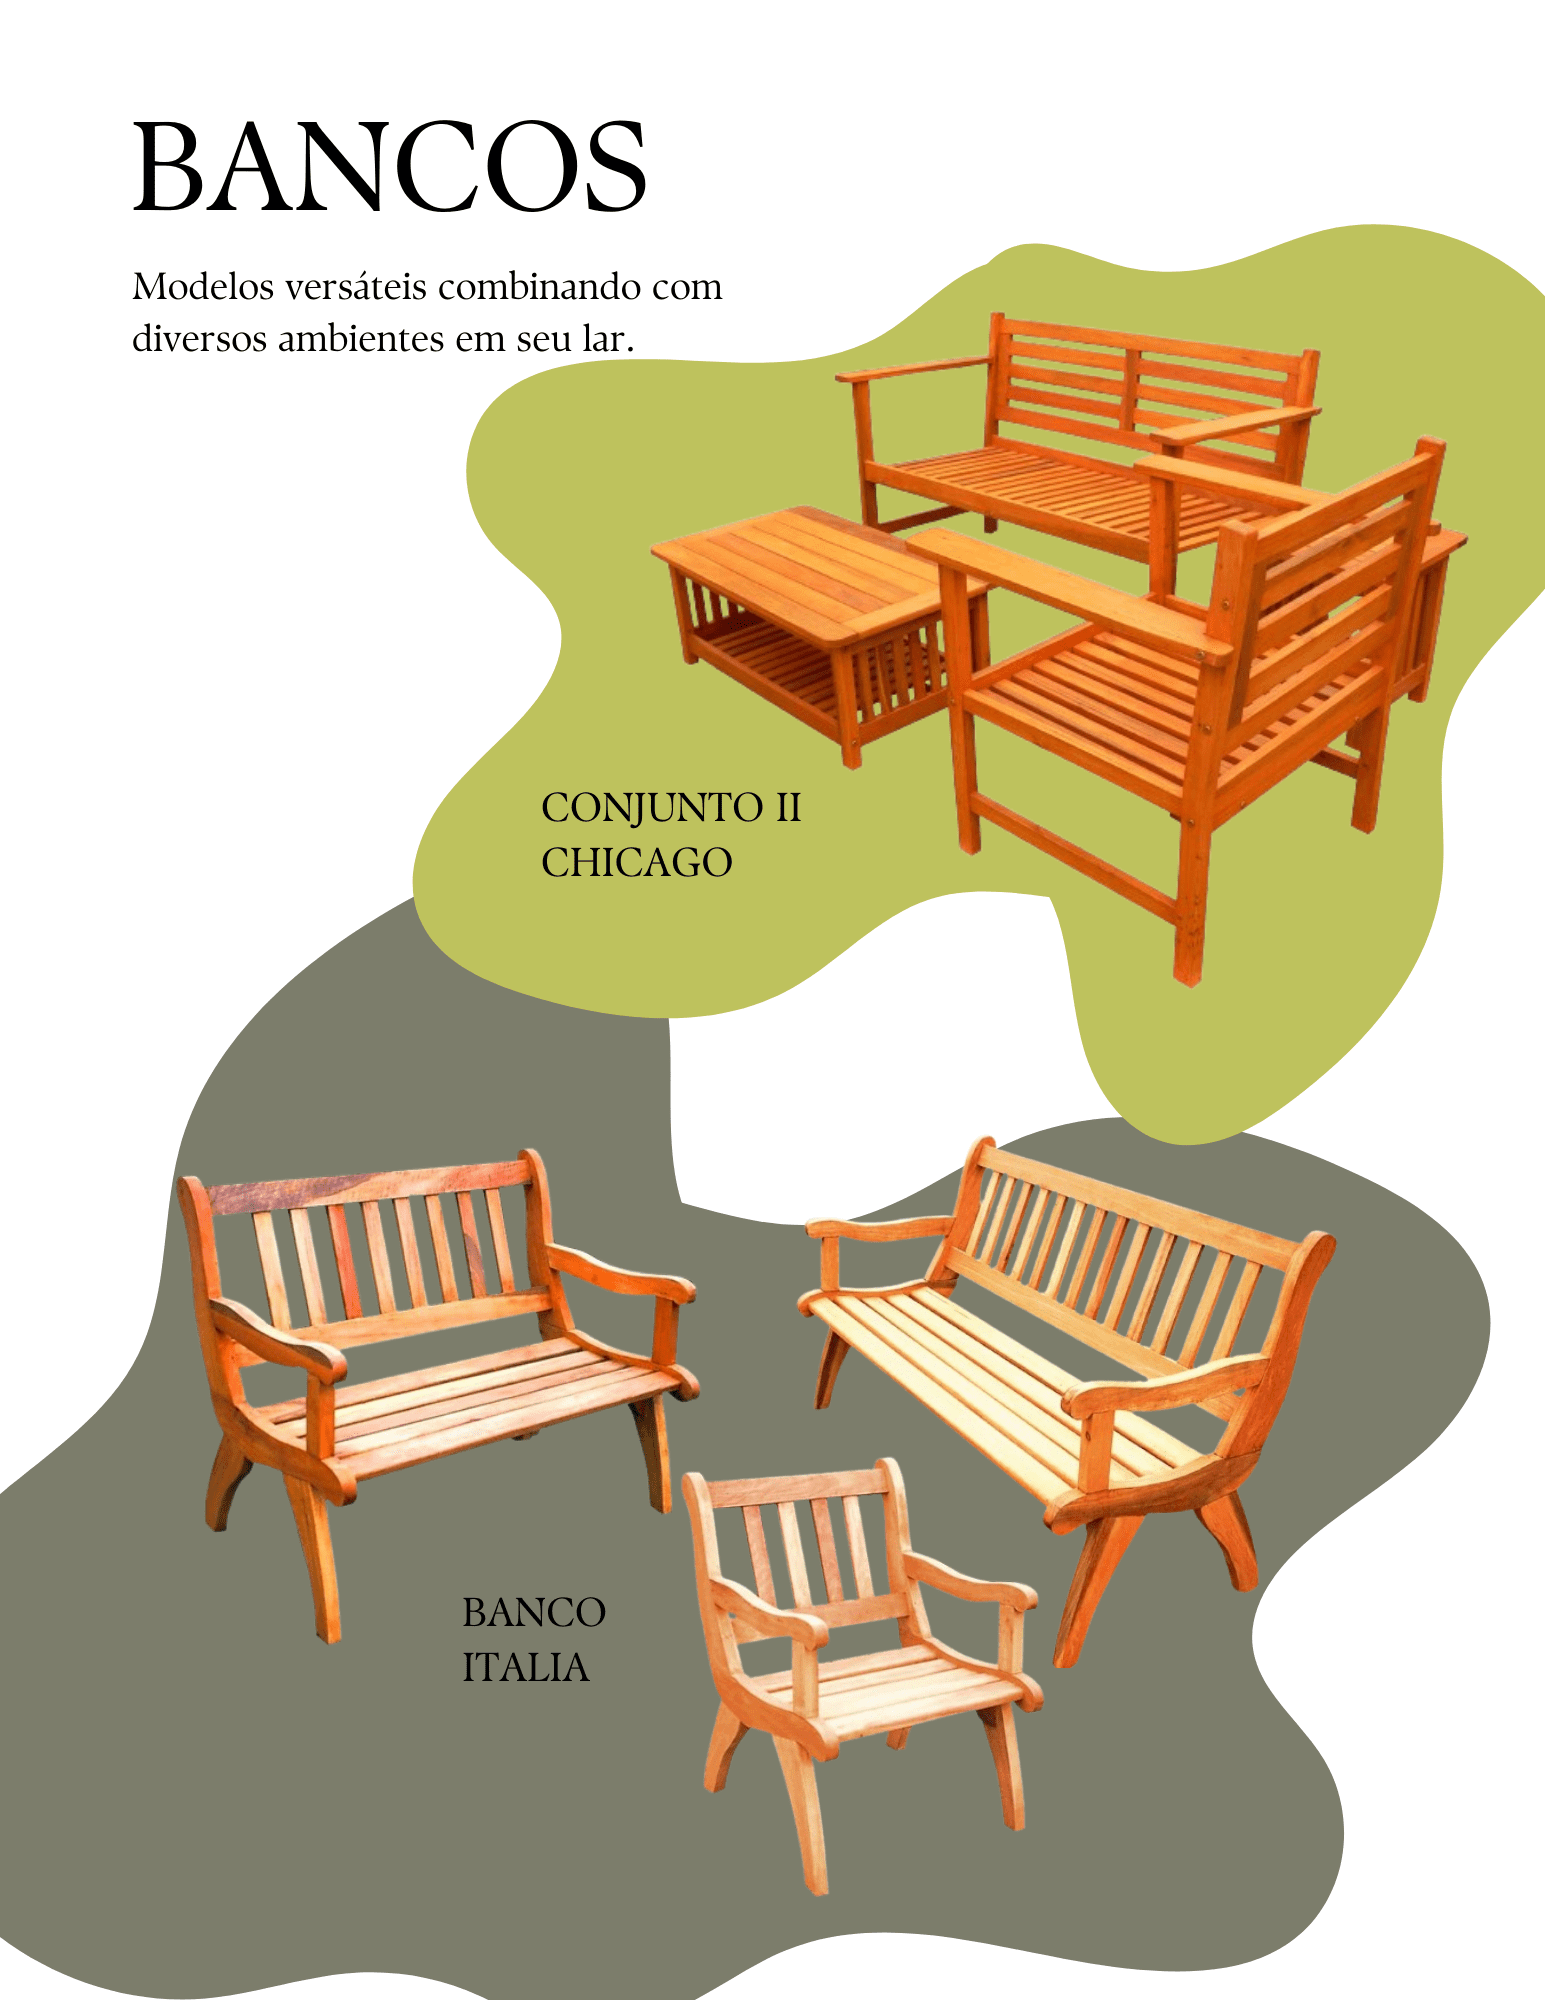 BANCOS
Modelos versáteis combinando com
diversos ambientes em seu lar.
CONJUNTO II
CHICAGO
BANCO
ITALIA